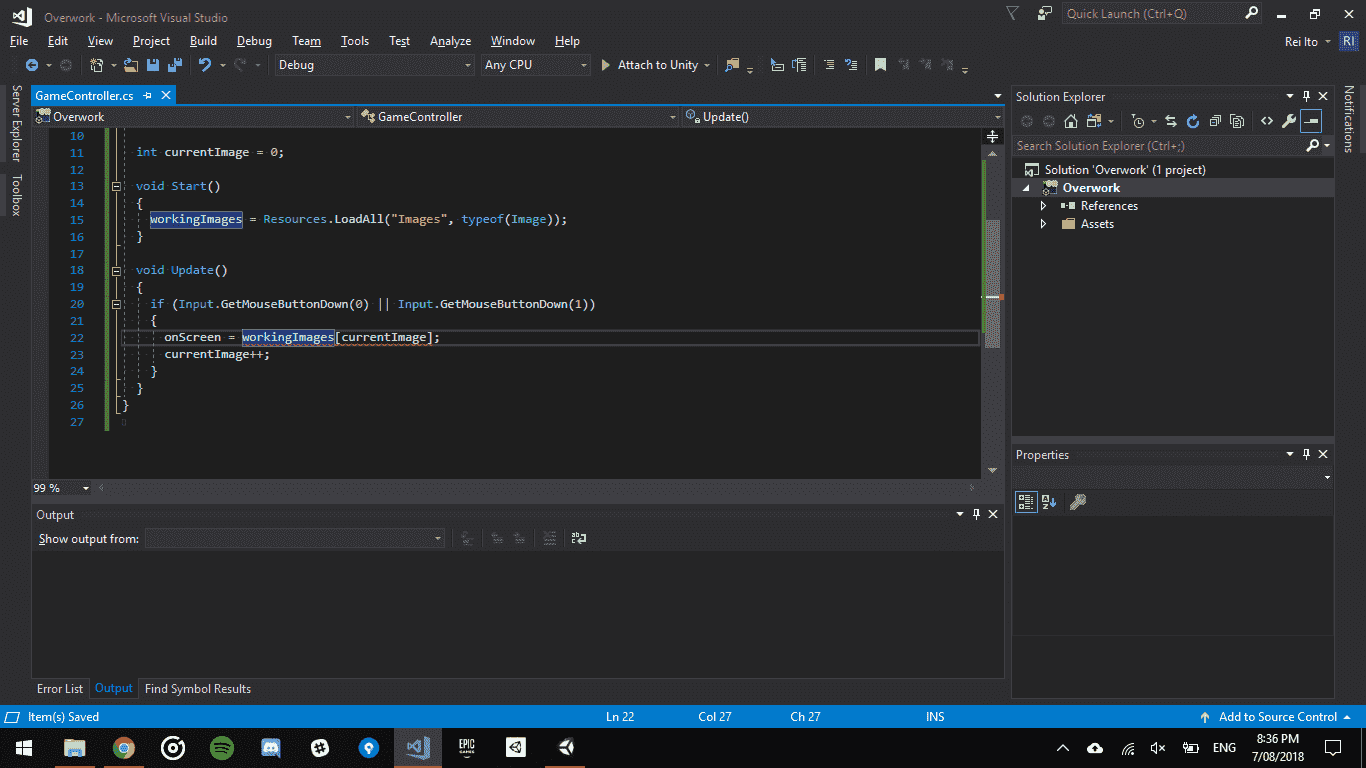 Overwork - Microsoft Visual Studio
Quick Launch (Ctrl+Q)
File Edit View Project Build Debug Team Tools Test Analyze Window Help
Rei Ito RI
Debug Any CPU Attach to Unity
Server Explorer
Toolbox
GameController.cs
Overwork GameController Update()
10
11 int currentImage = 0;
12
13 void Start()
14 {
15 workingImages = Resources.LoadAll("Images", typeof(Image));
16 }
17
18 void Update()
19 {
20 if (Input.GetMouseButtonDown(0) || Input.GetMouseButtonDown(1))
21 {
22 onScreen = workingImages[currentImage];
23 currentImage++;
24 }
25 }
26 }
27
99 %
Output
Show output from:
Error List Output Find Symbol Results
Solution Explorer
Search Solution Explorer (Ctrl+;)
Solution 'Overwork' (1 project)
Overwork
References
Assets
Properties
Notifications
Item(s) Saved Ln 22 Col 27 Ch 27 INS Add to Source Control
EPIC GAMES
ENG
8:36 PM
7/08/2018